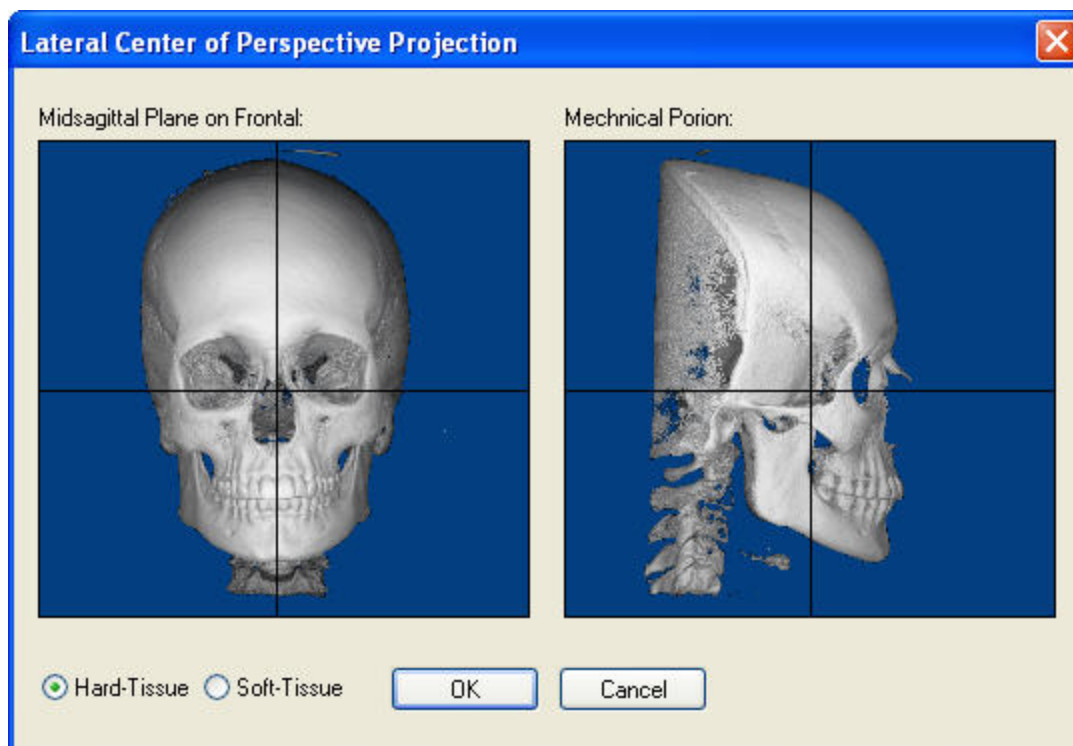 Lateral Center of Perspective Projection
Midsagittal Plane on Frontal:
Mechnical Porion:
Hard-Tissue
Soft-Tissue
OK
Cancel